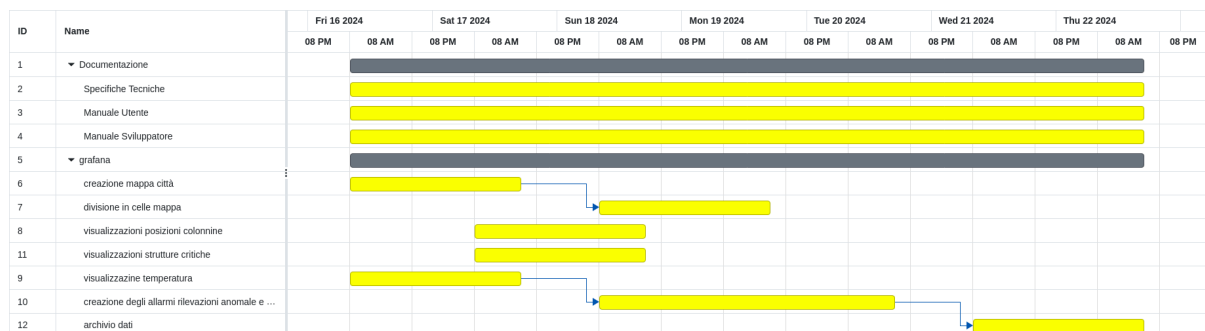 ID Name Fri 16 2024 Sat 17 2024 Sun 18 2024 Mon 19 2024 Tue 20 2024 Wed 21 2024 Thu 22 2024
08 PM 08 AM 08 PM 08 AM 08 PM 08 AM 08 PM 08 AM 08 PM 08 AM 08 PM 08 AM 08 PM 08 AM 08 PM
1 Documentazione
2 Specifiche Tecniche
3 Manuale Utente
4 Manuale Sviluppatore
5 grafana
6 creazione mappa città
7 divisione in celle mappa
8 visualizzazioni posizioni colonnine
11 visualizzazioni strutture critiche
9 visualizzazine temperatura
10 creazione degli allarmi rilevazioni anomale e ...
12 archivio dati